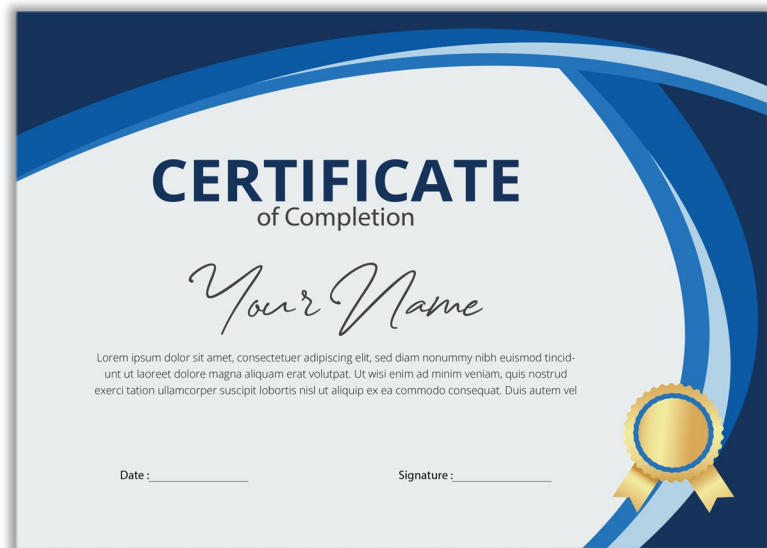 CERTIFICATE
of Completion
Your Name
Lorem ipsum dolor sit amet, consectetuer adipiscing elit, sed diam nonummy nibh euismod tincid-
unt ut laoreet dolore magna aliquam erat volutpat. Ut wisi enim ad minim veniam, quis nostrud
exerci tation ullamcorper suscipit lobortis nisl ut aliquip ex ea commodo consequat. Duis autem vel
Date :____________ Signature :____________